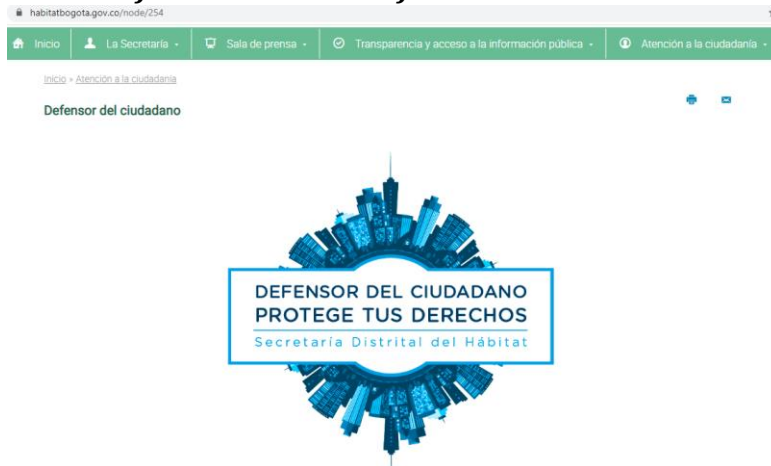 habitatbogota.gov.co/node/254
Inicio La Secretaría Sala de prensa Transparencia y acceso a la información pública Atención a la ciudadanía
Inicio » Atención a la ciudadanía
Defensor del ciudadano
DEFENSOR DEL CIUDADANO
PROTEGE TUS DERECHOS
Secretaría Distrital del Hábitat